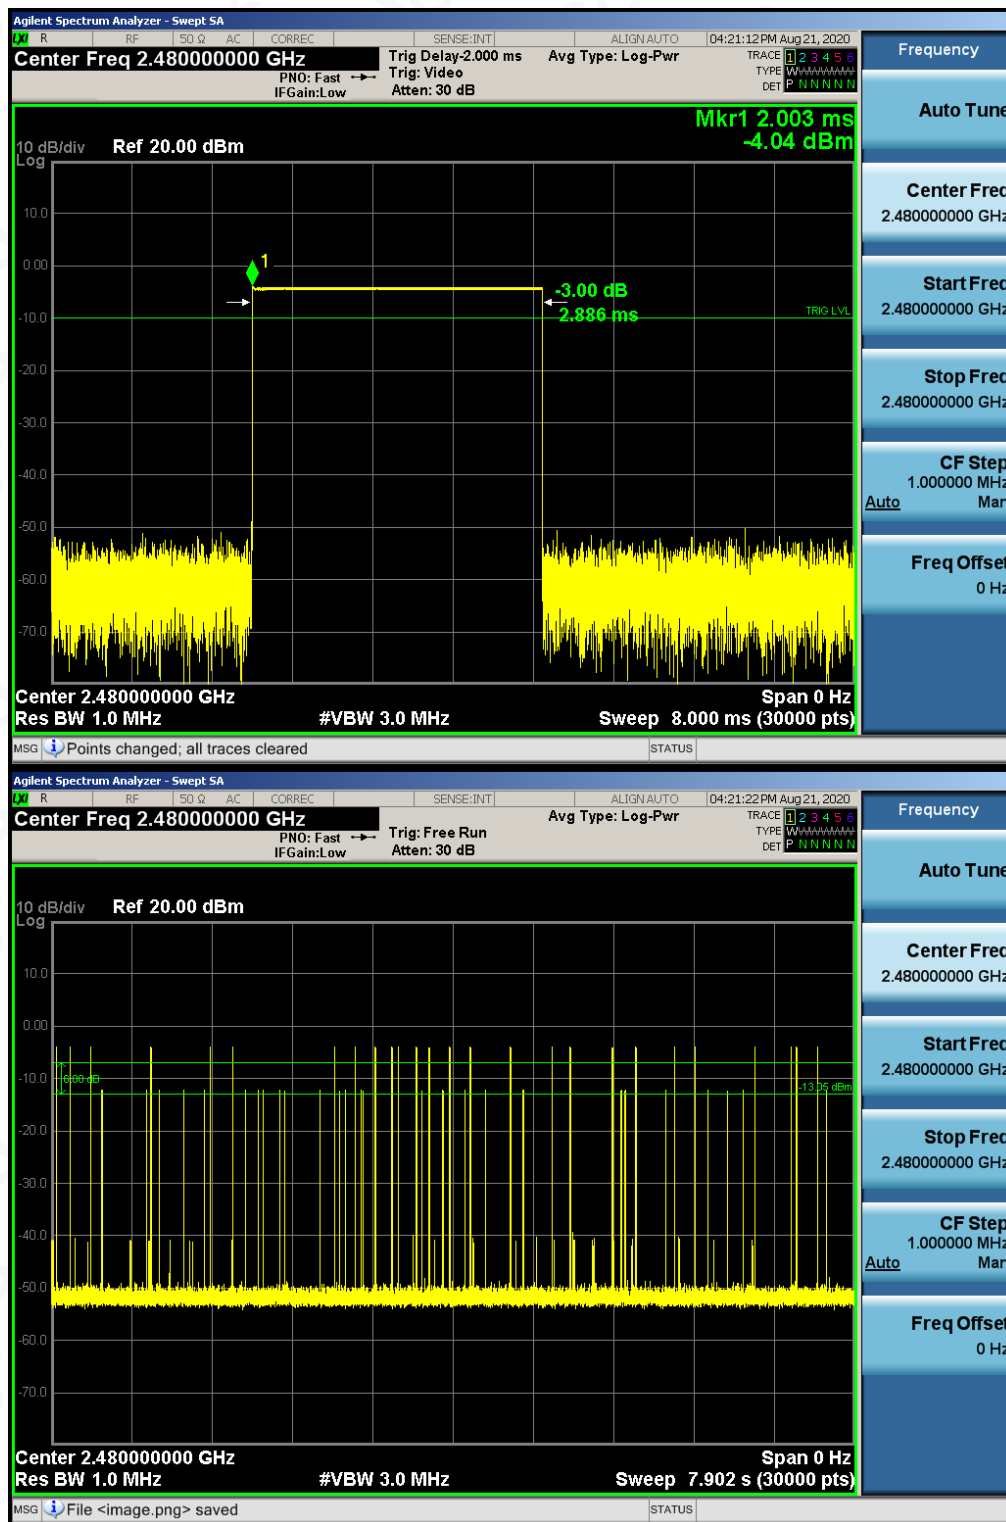 Agilent Spectrum Analyzer - Swept SA
LXI R RF 50 Ω AC CORREC SENSE:INT ALIGN AUTO 04:21:12 PM Aug 21, 2020
Center Freq 2.480000000 GHz Trig Delay-2.000 ms Avg Type: Log-Pwr TRACE 1 2 3 4 5 6
PNO: Fast Trig: Video TYPE W
IFGain:Low Atten: 30 dB DET P N N N N N
Mkr1 2.003 ms
-4.04 dBm
10 dB/div Ref 20.00 dBm
Log
10.0
0.00
1
-3.00 dB
2.886 ms
TRIG LVL
-10.0
-20.0
-30.0
-40.0
-50.0
-60.0
-70.0
Center 2.480000000 GHz Span 0 Hz
Res BW 1.0 MHz #VBW 3.0 MHz Sweep 8.000 ms (30000 pts)
MSG Points changed; all traces cleared STATUS
Frequency
Auto Tune
Center Freq
2.480000000 GHz
Start Freq
2.480000000 GHz
Stop Freq
2.480000000 GHz
CF Step
1.000000 MHz
Auto Man
Freq Offset
0 Hz
Agilent Spectrum Analyzer - Swept SA
LXI R RF 50 Ω AC CORREC SENSE:INT ALIGN AUTO 04:21:22 PM Aug 21, 2020
Center Freq 2.480000000 GHz Avg Type: Log-Pwr TRACE 1 2 3 4 5 6
PNO: Fast Trig: Free Run TYPE W
IFGain:Low Atten: 30 dB DET P N N N N N
10 dB/div Ref 20.00 dBm
Log
10.0
0.00
-10.0
6.00 dB
-13.05 dBm
-20.0
-30.0
-40.0
-50.0
-60.0
-70.0
Center 2.480000000 GHz Span 0 Hz
Res BW 1.0 MHz #VBW 3.0 MHz Sweep 7.902 s (30000 pts)
MSG File <image.png> saved STATUS
Frequency
Auto Tune
Center Freq
2.480000000 GHz
Start Freq
2.480000000 GHz
Stop Freq
2.480000000 GHz
CF Step
1.000000 MHz
Auto Man
Freq Offset
0 Hz